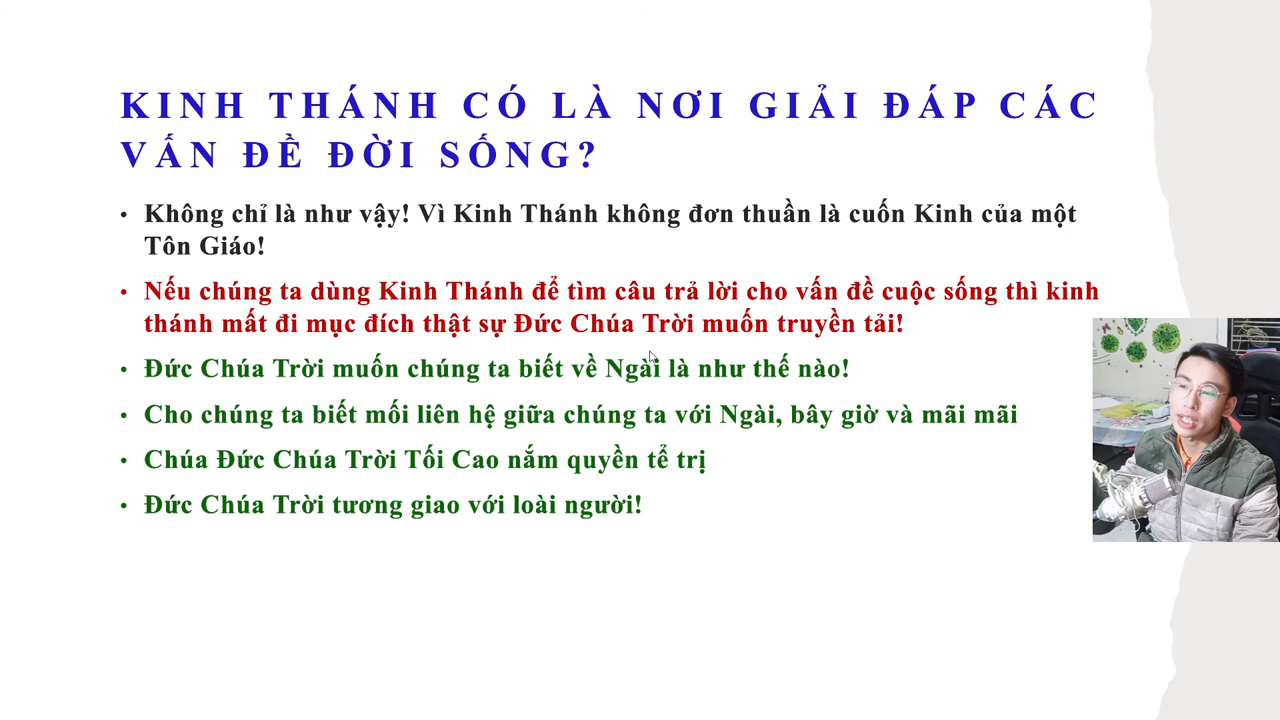 KINH THÁNH CÓ LÀ NƠI GIẢI ĐÁP CÁC
VẤN ĐỀ ĐỜI SỐNG?
• Không chỉ là như vậy! Vì Kinh Thánh không đơn thuần là cuốn Kinh của một
Tôn Giáo!
• Nếu chúng ta dùng Kinh Thánh để tìm câu trả lời cho vấn đề cuộc sống thì kinh
thánh mất đi mục đích thật sự Đức Chúa Trời muốn truyền tải!
• Đức Chúa Trời muốn chúng ta biết về Ngài là như thế nào!
• Cho chúng ta biết mối liên hệ giữa chúng ta với Ngài, bây giờ và mãi mãi
• Chúa Đức Chúa Trời Tối Cao nắm quyền tể trị
• Đức Chúa Trời tương giao với loài người!